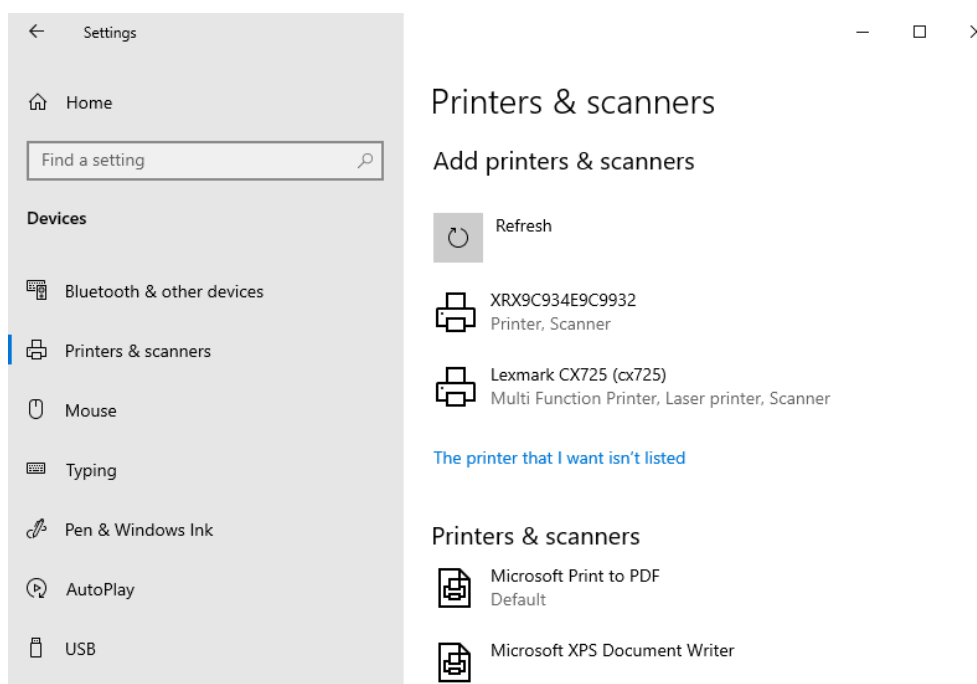 Settings
Home
Find a setting
Devices
Bluetooth & other devices
Printers & scanners
Mouse
Typing
Pen & Windows Ink
AutoPlay
USB
Printers & scanners
Add printers & scanners
Refresh
XRX9C934E9C9932
Printer, Scanner
Lexmark CX725 (cx725)
Multi Function Printer, Laser printer, Scanner
The printer that I want isn't listed
Printers & scanners
Microsoft Print to PDF
Default
Microsoft XPS Document Writer